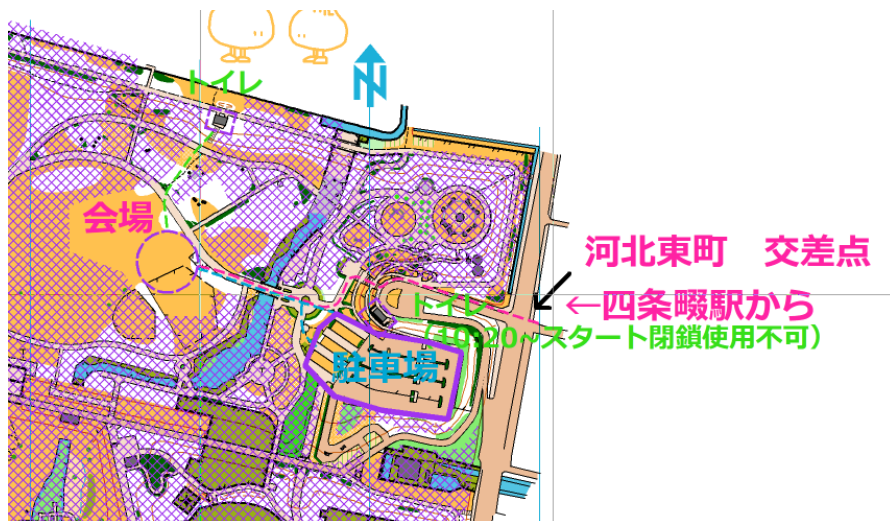 トイレ
N
会場
河北東町 交差点
トイレ
←四条畷駅から
（10:20~スタート閉鎖使用不可）
駐車場